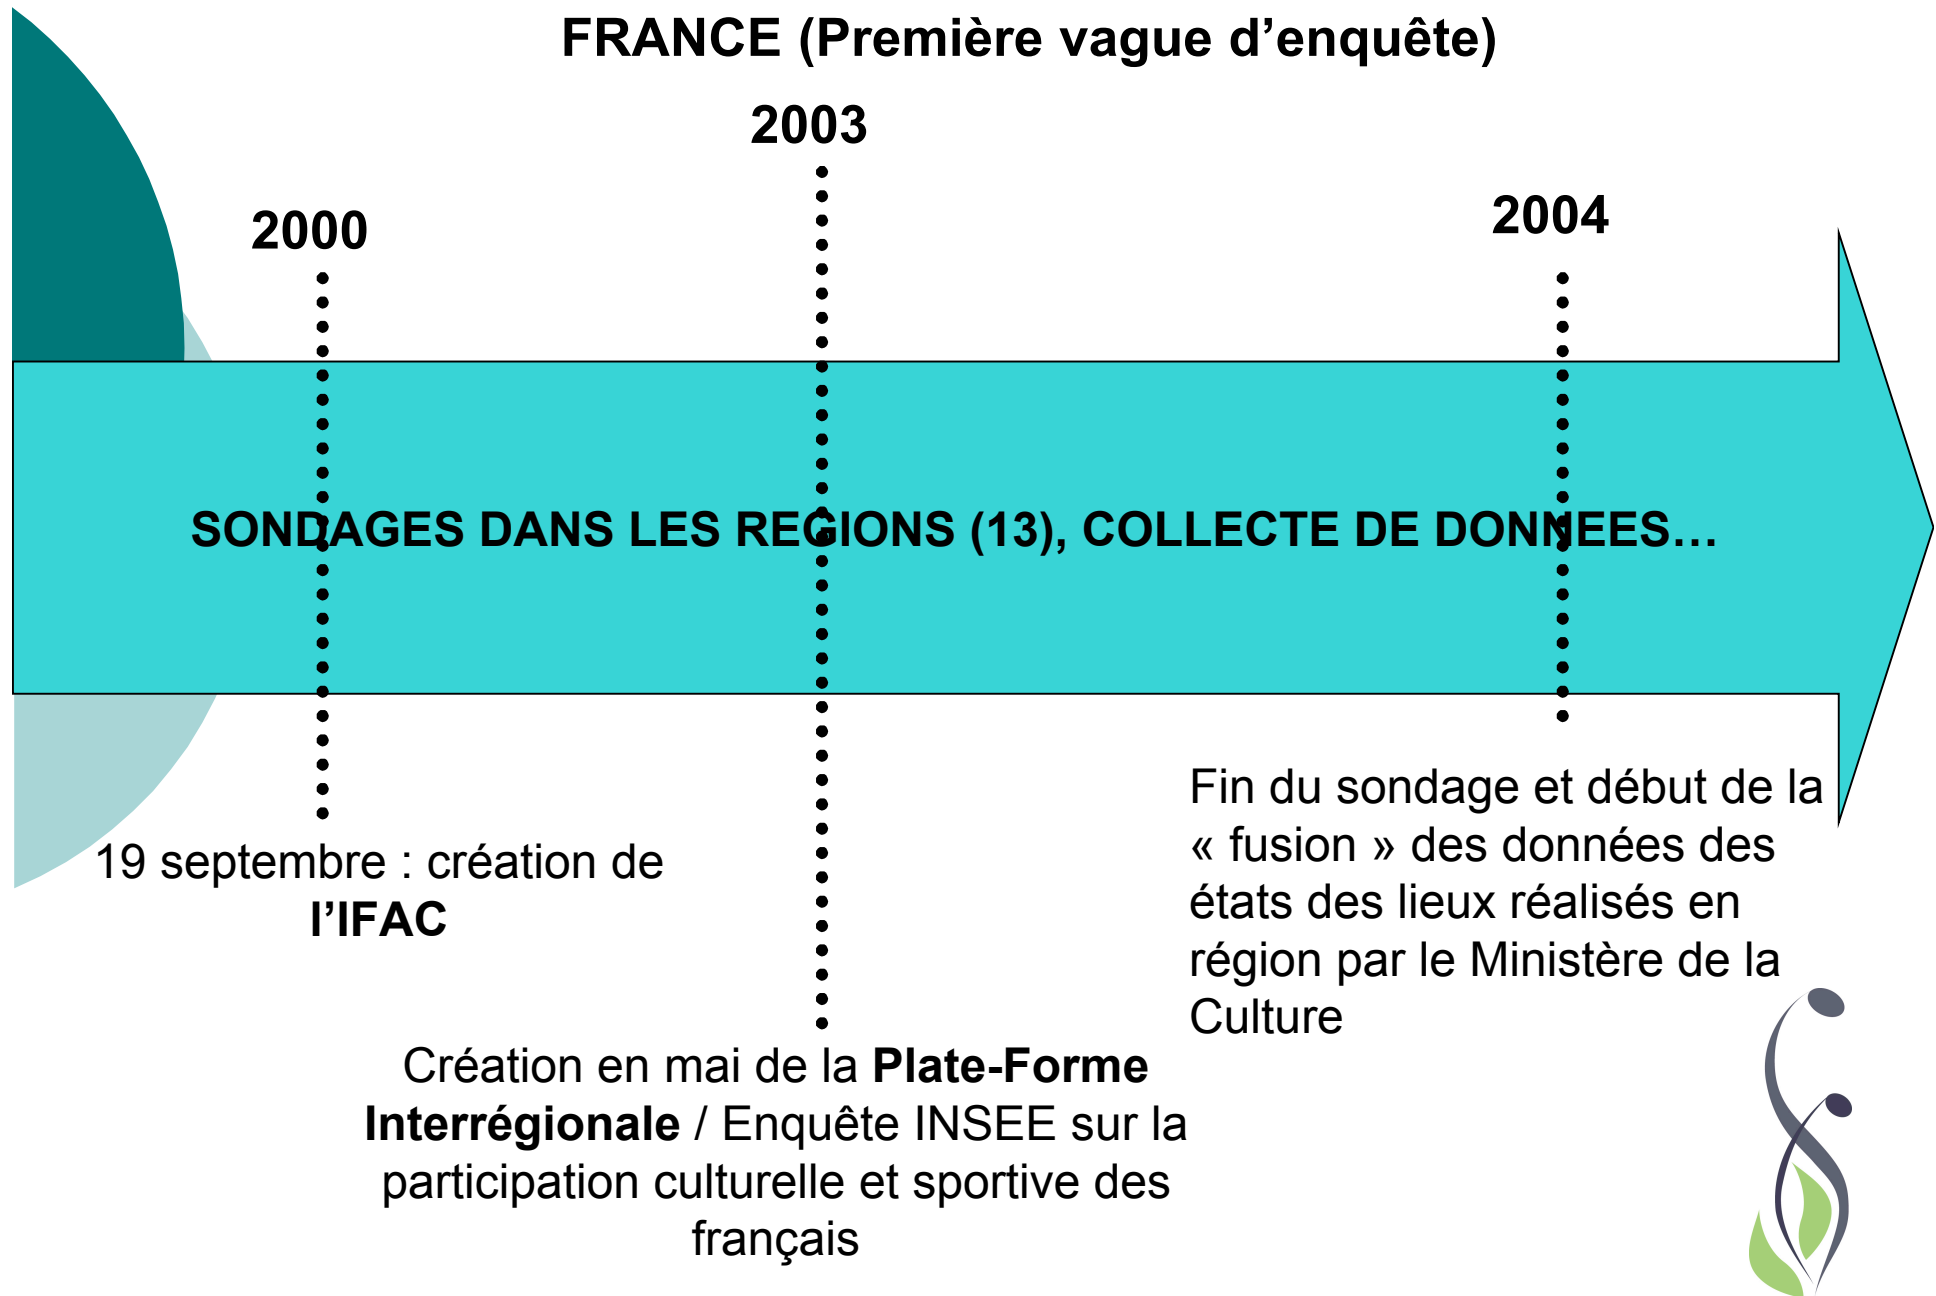 FRANCE (Première vague d’enquête)
2003
2000
2004
SONDAGES DANS LES REGIONS (13), COLLECTE DE DONNEES…
19 septembre : création de
l’IFAC
Fin du sondage et début de la
« fusion » des données des
états des lieux réalisés en
région par le Ministère de la
Culture
Création en mai de la Plate-Forme
Interrégionale / Enquête INSEE sur la
participation culturelle et sportive des
français